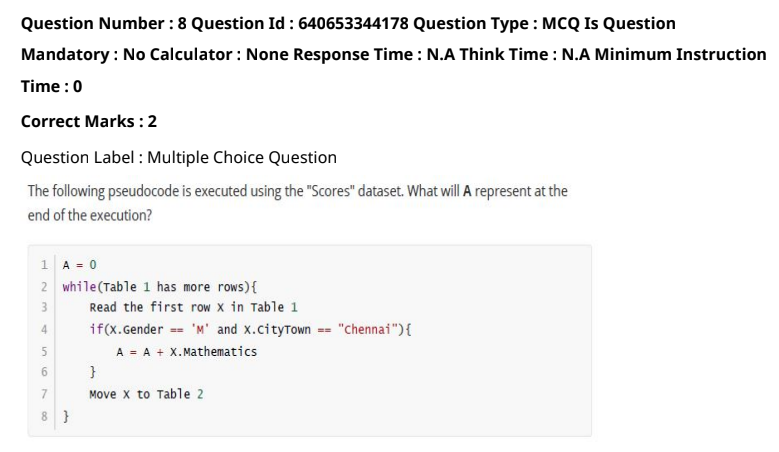 Question Number : 8 Question Id : 640653344178 Question Type : MCQ Is Question
Mandatory : No Calculator : None Response Time : N.A Think Time : N.A Minimum Instruction
Time : 0
Correct Marks : 2
Question Label : Multiple Choice Question
The following pseudocode is executed using the "Scores" dataset. What will A represent at the
end of the execution?
1 A = 0
2 while(Table 1 has more rows){
3 Read the first row X in Table 1
4 if(X.Gender == 'M' and X.CityTown == "Chennai"){
5 A = A + X.Mathematics
6 }
7 Move X to Table 2
8 }